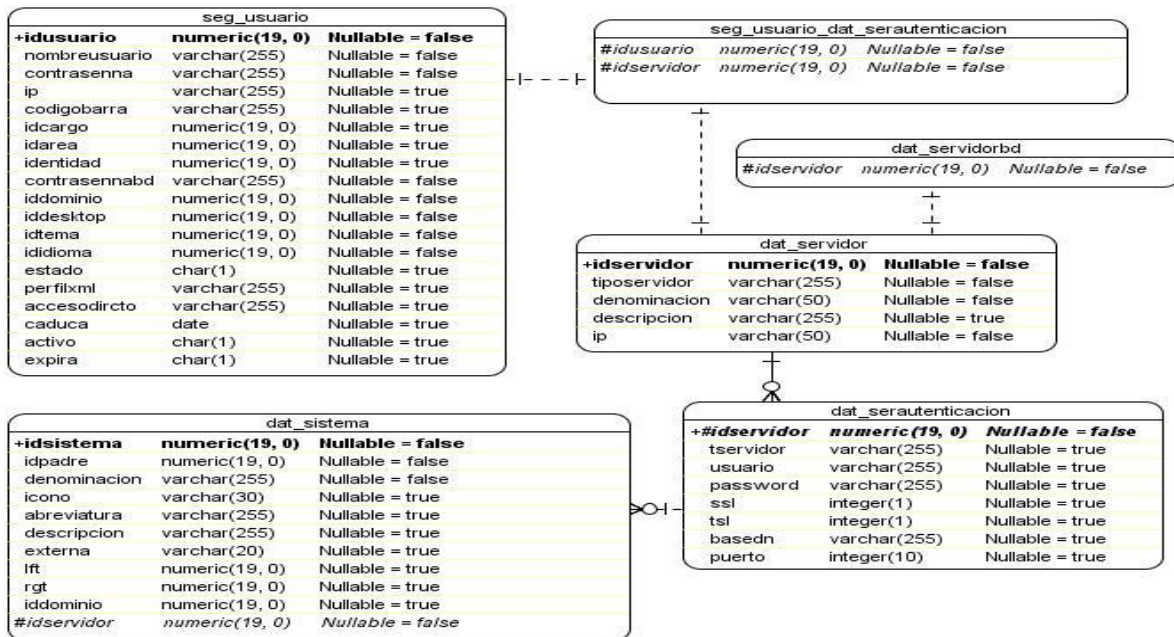 seg_usuario
+idusuario numeric(19, 0) Nullable = false
nombreusuario varchar(255) Nullable = false
contrasenna varchar(255) Nullable = false
ip varchar(255) Nullable = true
codigobarra varchar(255) Nullable = true
idcargo numeric(19, 0) Nullable = true
idarea numeric(19, 0) Nullable = true
identidad numeric(19, 0) Nullable = true
contrasennabd varchar(255) Nullable = false
iddominio numeric(19, 0) Nullable = false
iddesktop numeric(19, 0) Nullable = false
idtema numeric(19, 0) Nullable = false
ididioma numeric(19, 0) Nullable = false
estado char(1) Nullable = true
perfilxml varchar(255) Nullable = true
accesodircto varchar(255) Nullable = true
caduca date Nullable = true
activo char(1) Nullable = true
expira char(1) Nullable = true
seg_usuario_dat_serautenticacion
#idusuario numeric(19, 0) Nullable = false
#idservidor numeric(19, 0) Nullable = false
dat_servidorbd
#idservidor numeric(19, 0) Nullable = false
dat_servidor
+idservidor numeric(19, 0) Nullable = false
tiposervidor varchar(255) Nullable = false
denominacion varchar(50) Nullable = false
descripcion varchar(255) Nullable = true
ip varchar(50) Nullable = false
dat_sistema
+idsistema numeric(19, 0) Nullable = false
idpadre numeric(19, 0) Nullable = false
denominacion varchar(255) Nullable = false
icono varchar(30) Nullable = true
abreviatura varchar(255) Nullable = true
descripcion varchar(255) Nullable = true
externa varchar(20) Nullable = true
lft numeric(19, 0) Nullable = true
rgt numeric(19, 0) Nullable = true
iddominio numeric(19, 0) Nullable = true
#idservidor numeric(19, 0) Nullable = false
dat_serautenticacion
+#idservidor numeric(19, 0) Nullable = false
tservidor varchar(255) Nullable = true
usuario varchar(255) Nullable = true
password varchar(255) Nullable = true
ssl integer(1) Nullable = true
tsl integer(1) Nullable = true
basedn varchar(255) Nullable = true
puerto integer(10) Nullable = true